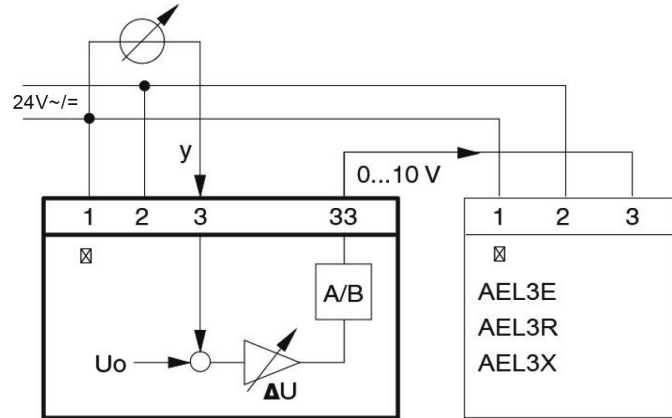 24V~/=
y
0...10 V
1 2 3 33
1 2 3
A/B
AEL3E
AEL3R
AEL3X
Uo
ΔU